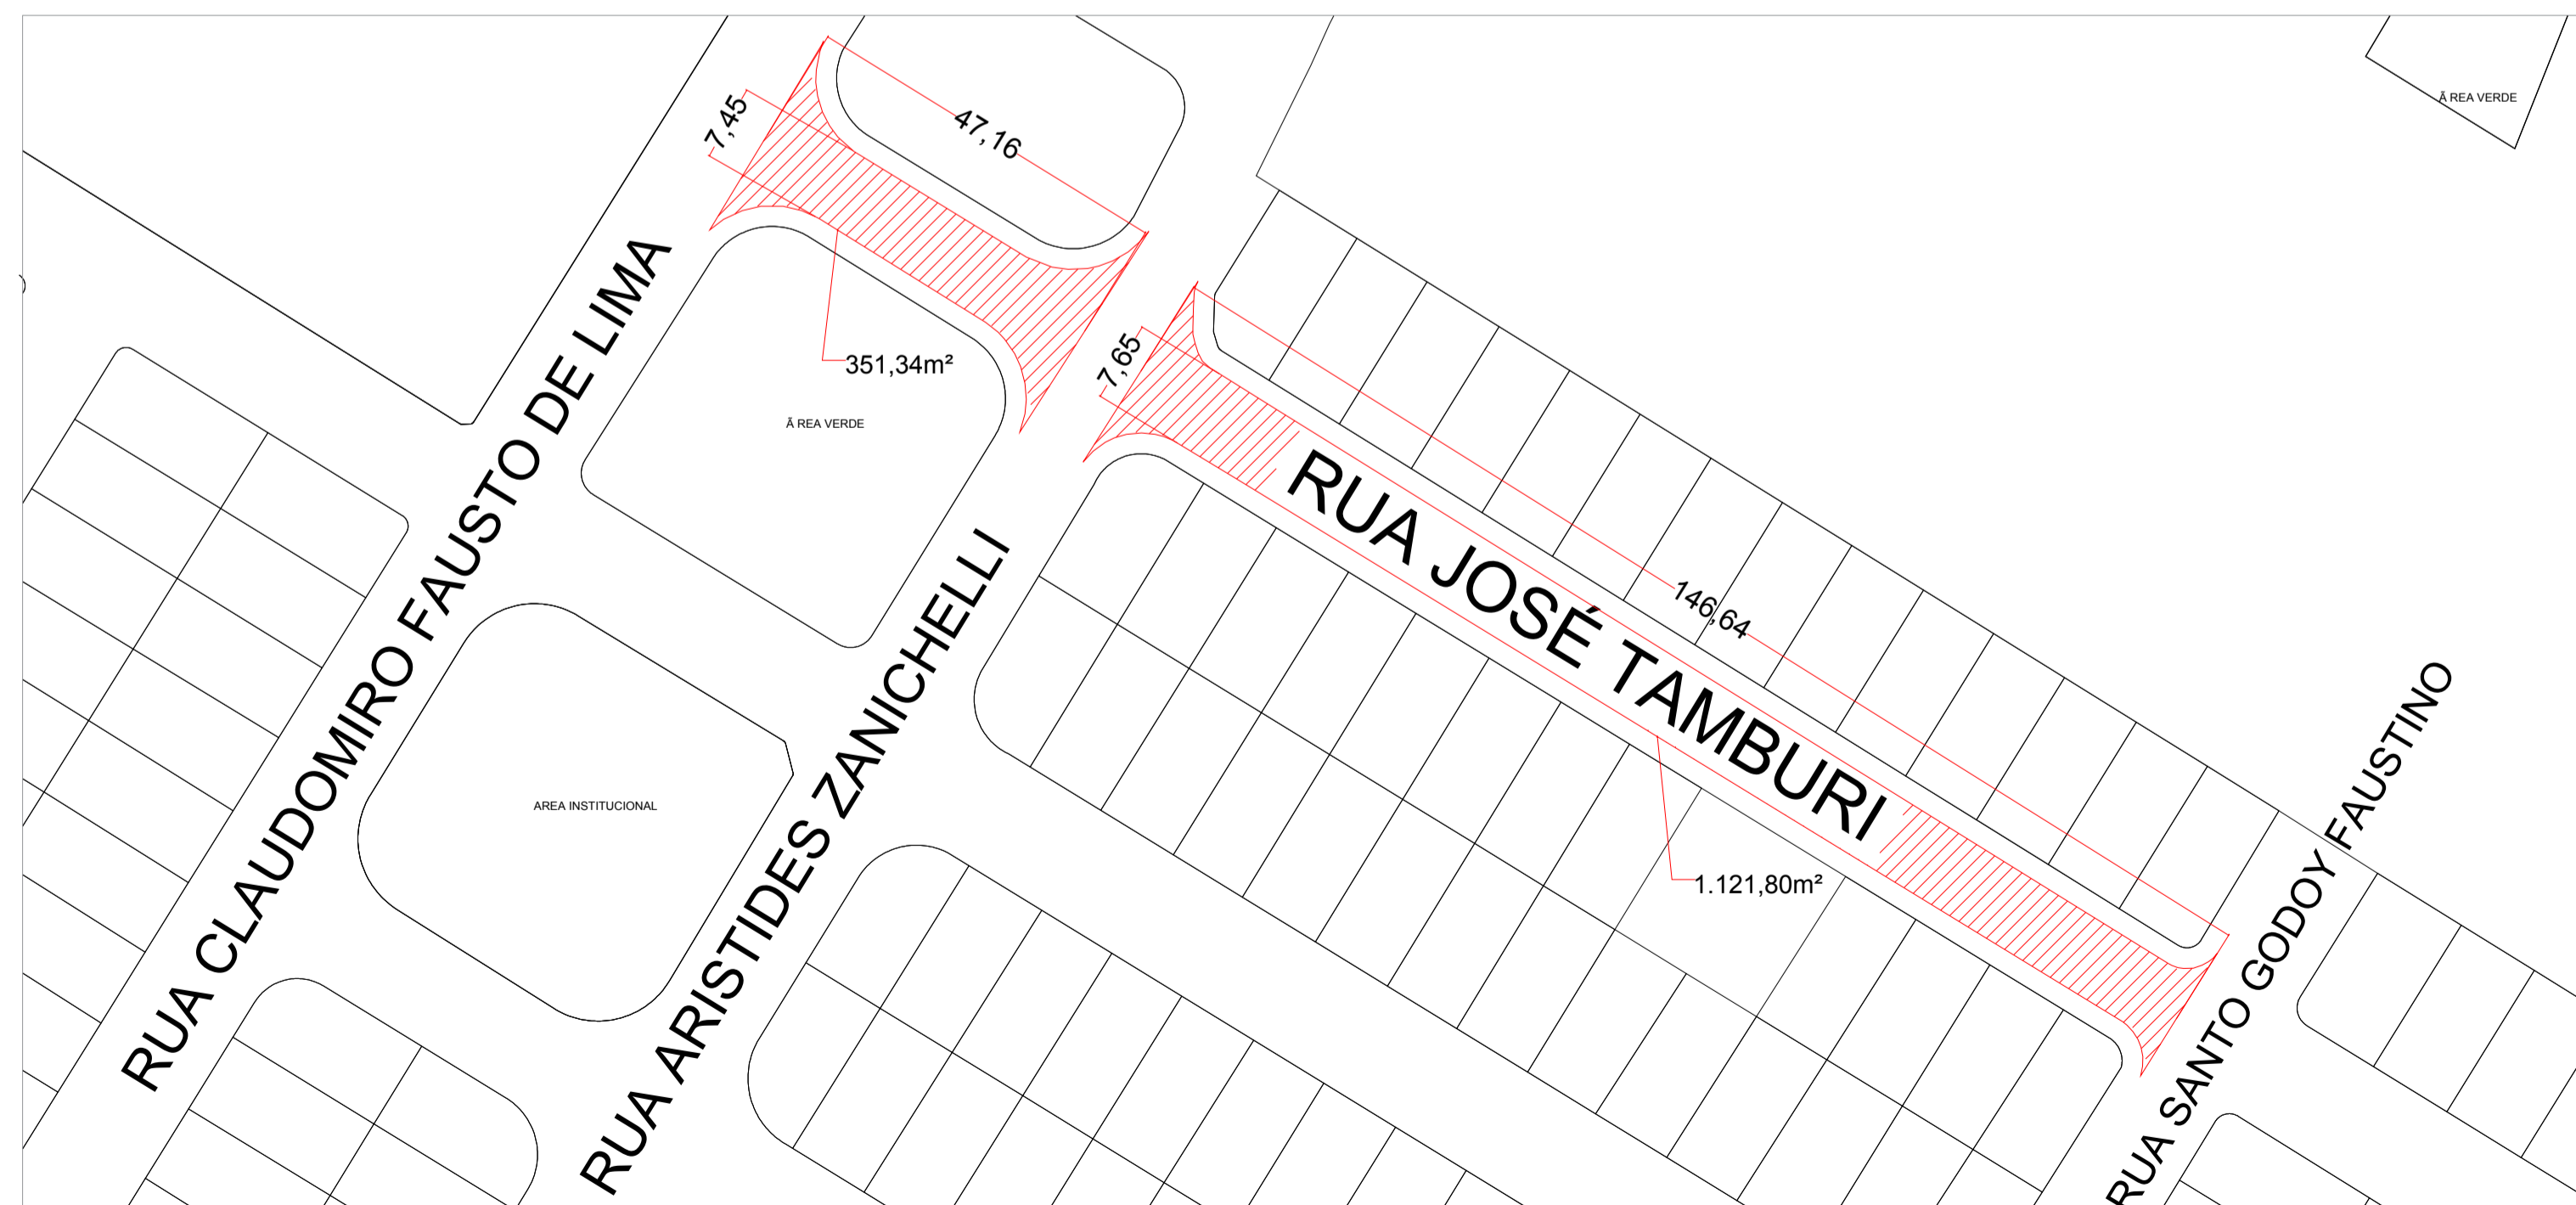 Ã REA VERDE
7,45
47,16
7,65
351,34m²
Ã REA VERDE
RUA CLAUDOMIRO FAUSTO DE LIMA
RUA ARISTIDES ZANICHELLI
RUA JOSÉ TAMBURI
146,64
1.121,80m²
AREA INSTITUCIONAL
RUA SANTO GODOY FAUSTINO